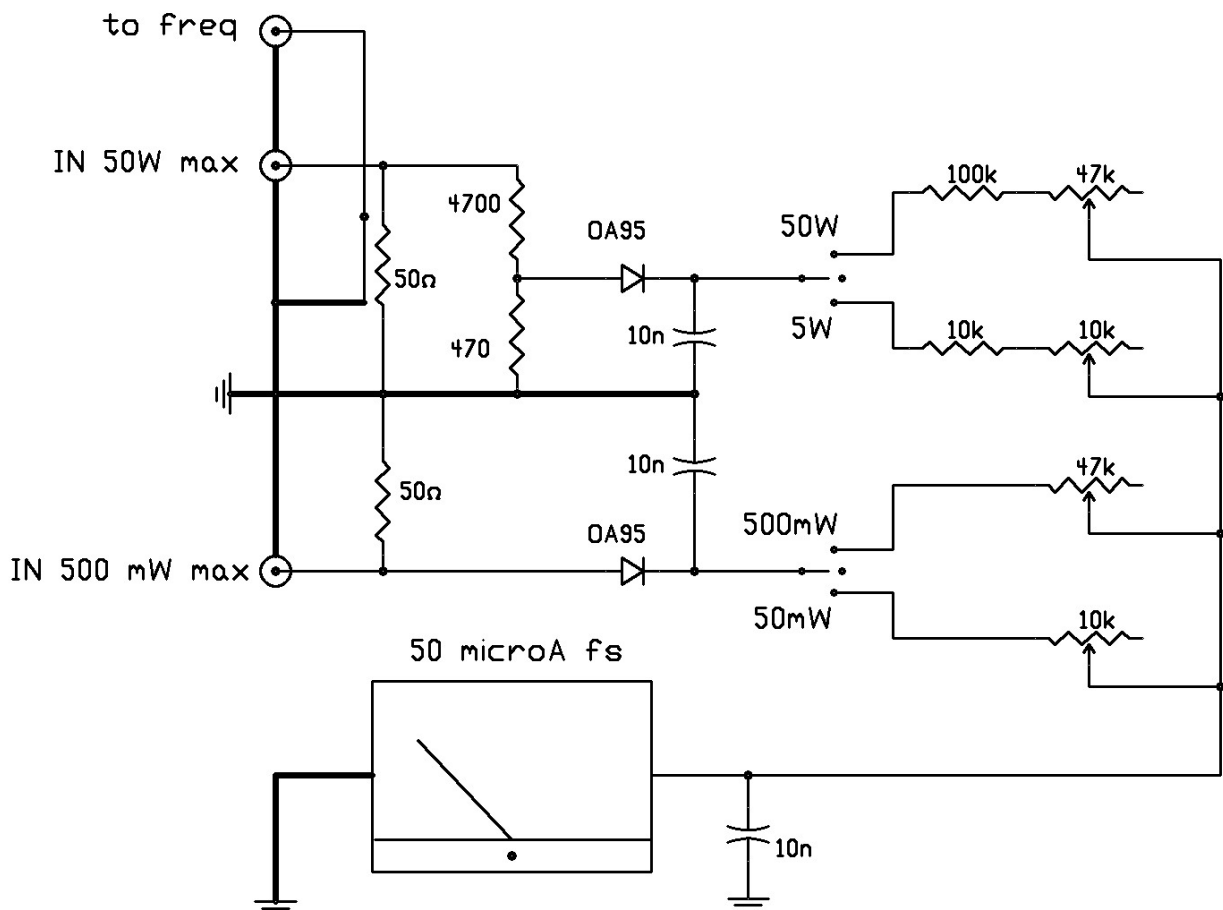 to freq
IN 50W max
4700
50Ω
470
OA95
10n
50W
5W
100k
47k
10k
10k
10n
50Ω
OA95
IN 500 mW max
500mW
50mW
47k
10k
50 microA fs
10n